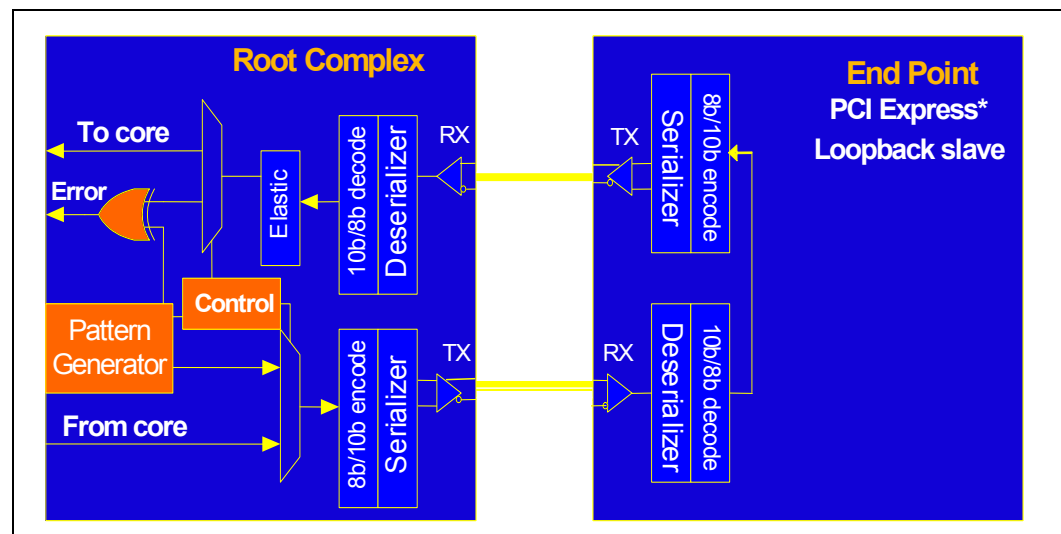 Root Complex
To core
Error
Elastic
10b/8b decode
Deserializer
RX
Control
Pattern
Generator
From core
8b/10b encode
Serializer
TX
End Point
PCI Express*
Loopback slave
TX
Serializer
8b/10b encode
RX
Deserializer
10b/8b decode